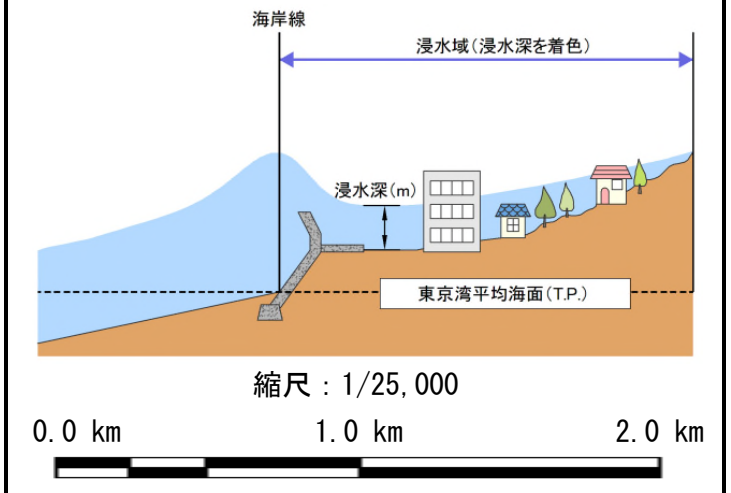 海岸線
浸水域（浸水深を着色）
浸水深（m）
東京湾平均海面（T.P.）
縮尺：1/25,000
0.0 km 1.0 km 2.0 km